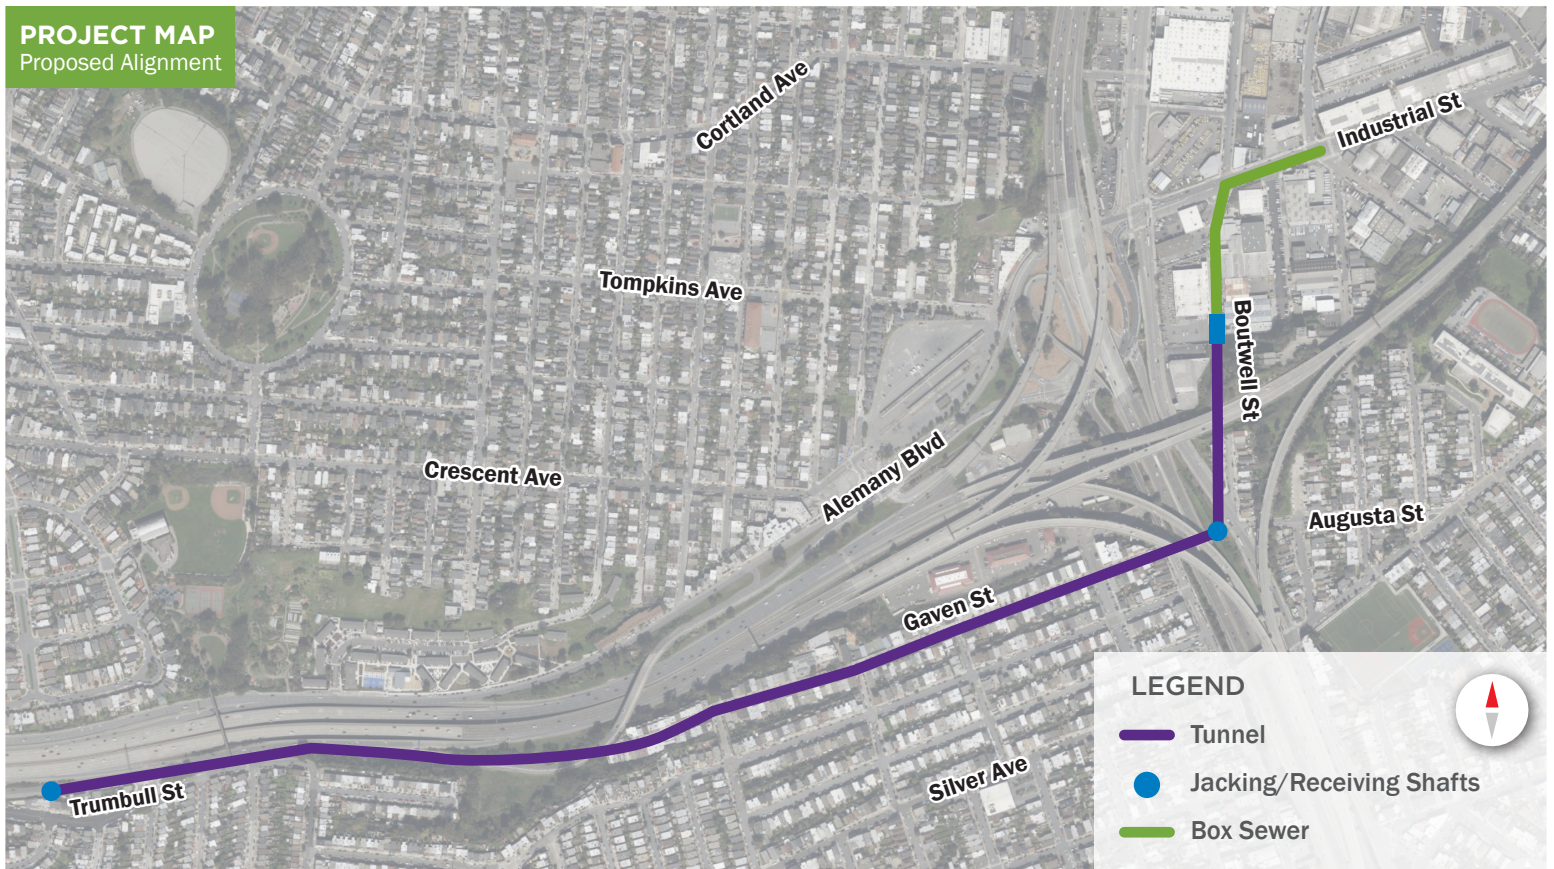 PROJECT MAP
Proposed Alignment
Cortland Ave
Industrial St
Tompkins Ave
Boutwell St
Crescent Ave
Alemany Blvd
Augusta St
Gaven St
Trumbull St
Silver Ave
LEGEND
Tunnel
Jacking/Receiving Shafts
Box Sewer